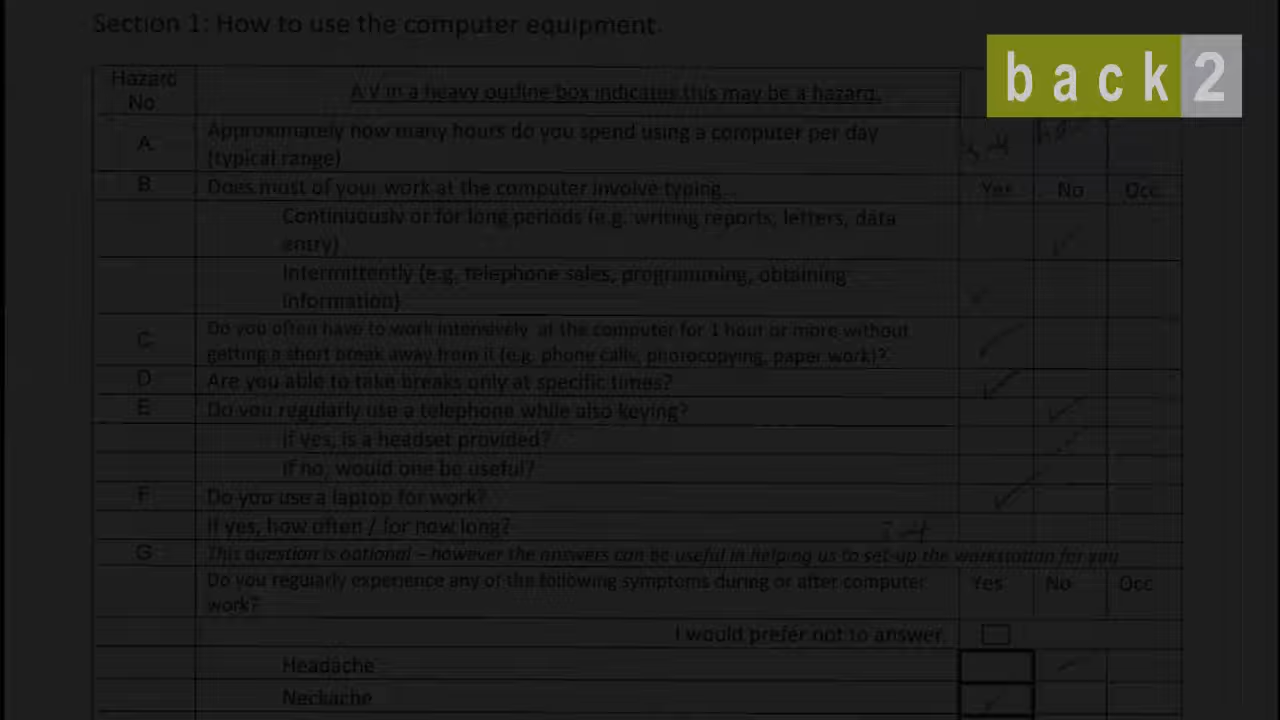 Section 1: How to use the computer equipment.
back2
Hazard
No
A √ in a heavy outline box indicates this may be a hazard.
A
Approximately how many hours do you spend using a computer per day
(typical range)
3-4
B
Does most of your work at the computer involve typing...
Yes No Occ
Continuously or for long periods (e.g. writing reports, letters, data
entry)
Intermittently (e.g. telephone sales, programming, obtaining
information)
C
Do you often have to work intensively at the computer for 1 hour or more without
getting a short break away from it (e.g. phone calls, photocopying, paper work)?
D
Are you able to take breaks only at specific times?
E
Do you regularly use a telephone while also keying?
If yes, is a headset provided?
If no, would one be useful?
F
Do you use a laptop for work?
If yes, how often / for how long?
G
This question is optional – however the answers can be useful in helping us to set-up the workstation for you
Do you regularly experience any of the following symptoms during or after computer
work?
Yes No Occ
I would prefer not to answer.
Headache
Neckache